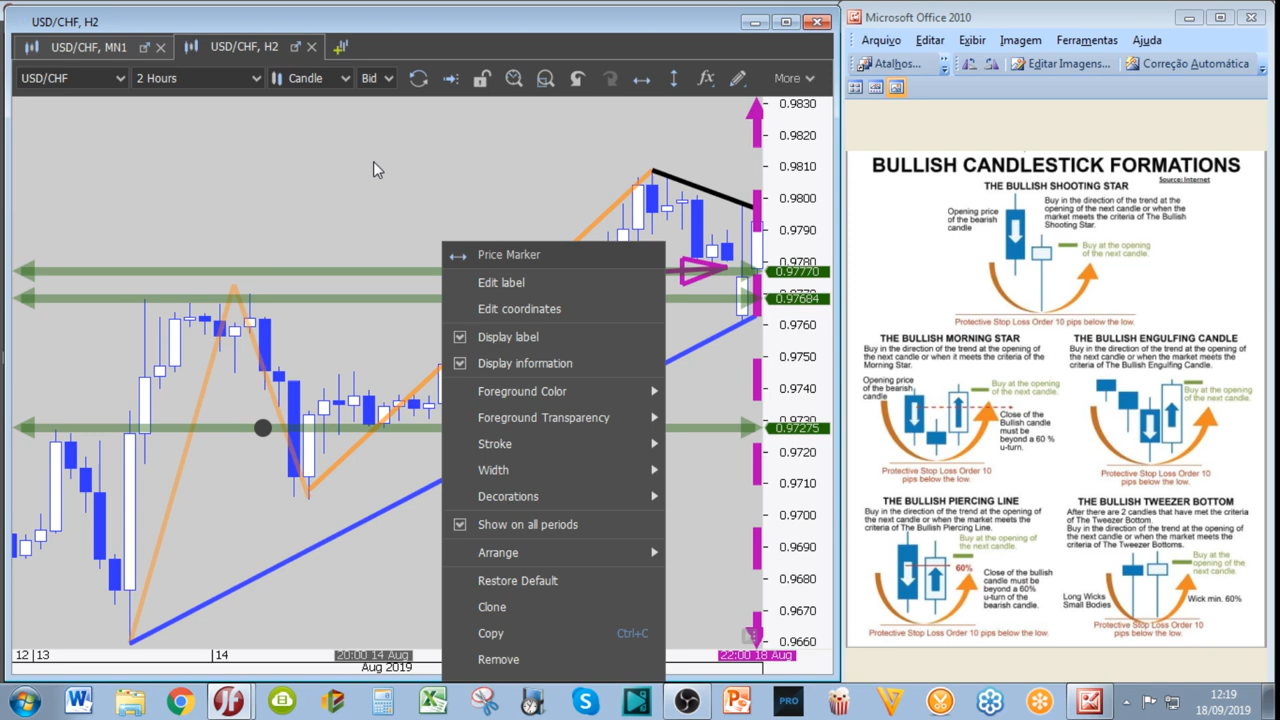 USD/CHF, H2
USD/CHF, MN1
USD/CHF, H2
USD/CHF
2 Hours
Candle
Bid
More
0.9830
0.9820
0.9810
0.9800
0.9790
0.9780
0.97770
0.97684
0.9760
0.9750
0.9740
0.9730
0.97275
0.9720
0.9710
0.9700
0.9690
0.9680
0.9670
0.9660
Price Marker
Edit label
Edit coordinates
Display label
Display information
Foreground Color
Foreground Transparency
Stroke
Width
Decorations
Show on all periods
Arrange
Restore Default
Clone
Copy Ctrl+C
Remove
12 13
14
20:00 14 Aug
22:00 18 Aug
Aug 2019
Microsoft Office 2010
Arquivo Editar Exibir Imagem Ferramentas Ajuda
Atalhos...
Editar Imagens...
Correção Automática
BULLISH CANDLESTICK FORMATIONS
Source: Internet
THE BULLISH SHOOTING STAR
Opening price
of the bearish
candle
Buy in the direction of the trend at the opening
of the next candle or when the
market meets the criteria of The Bullish
Shooting Star.
Buy at the opening
of the next candle.
Protective Stop Loss Order 10 pips below the low.
THE BULLISH MORNING STAR
Buy in the direction of the trend at the opening of
the next candle or when it meets the criteria of The
Morning Star.
Opening price
of the bearish
candle
Buy at the opening
of the next candle.
Close of the
Bullish candle
must be
beyond a 60 %
u-turn.
Protective Stop Loss Order 10
pips below the low.
THE BULLISH ENGULFING CANDLE
Buy in the direction of the trend at the opening of
the next candle or when the market meets the
criteria of The Bullish Engulfing Candle.
Buy at the opening of
the next candle.
Protective Stop Loss Order 10
pips below the low.
THE BULLISH PIERCING LINE
Buy in the direction of the trend at the opening of
the next candle or when the market meets the
criteria of The Bullish Piercing Line.
Buy at the opening
of the next candle.
60%
Close of the bullish
candle must be
beyond a 60%
u-turn of the
bearish candle.
Protective Stop Loss Order 10 pips below the low.
THE BULLISH TWEEZER BOTTOM
After there are 2 candles that have met the criteria
of The Tweezer Bottom.
Buy in the direction of the trend at the opening of
the next candle or when the market meets the
criteria of The Tweezer Bottoms.
Buy at the
opening of the
next candle.
Long Wicks
Small Bodies
Wick min. 60%
Protective Stop Loss Order 10
pips below the low.
PRO
12:19
18/09/2019